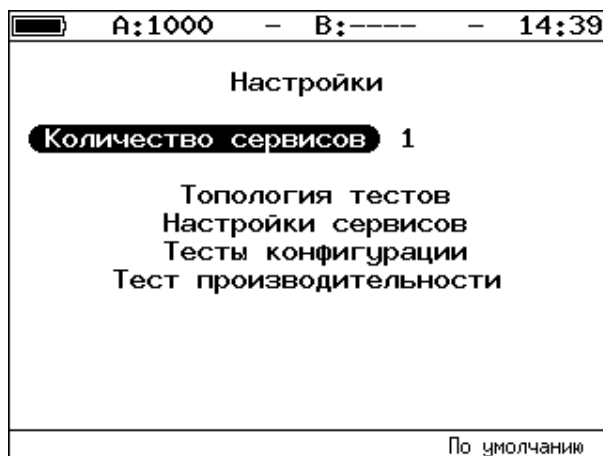 A:1000 – B:---- – 14:39
Настройки
Количество сервисов 1
Топология тестов
Настройки сервисов
Тесты конфигурации
Тест производительности
По умолчанию